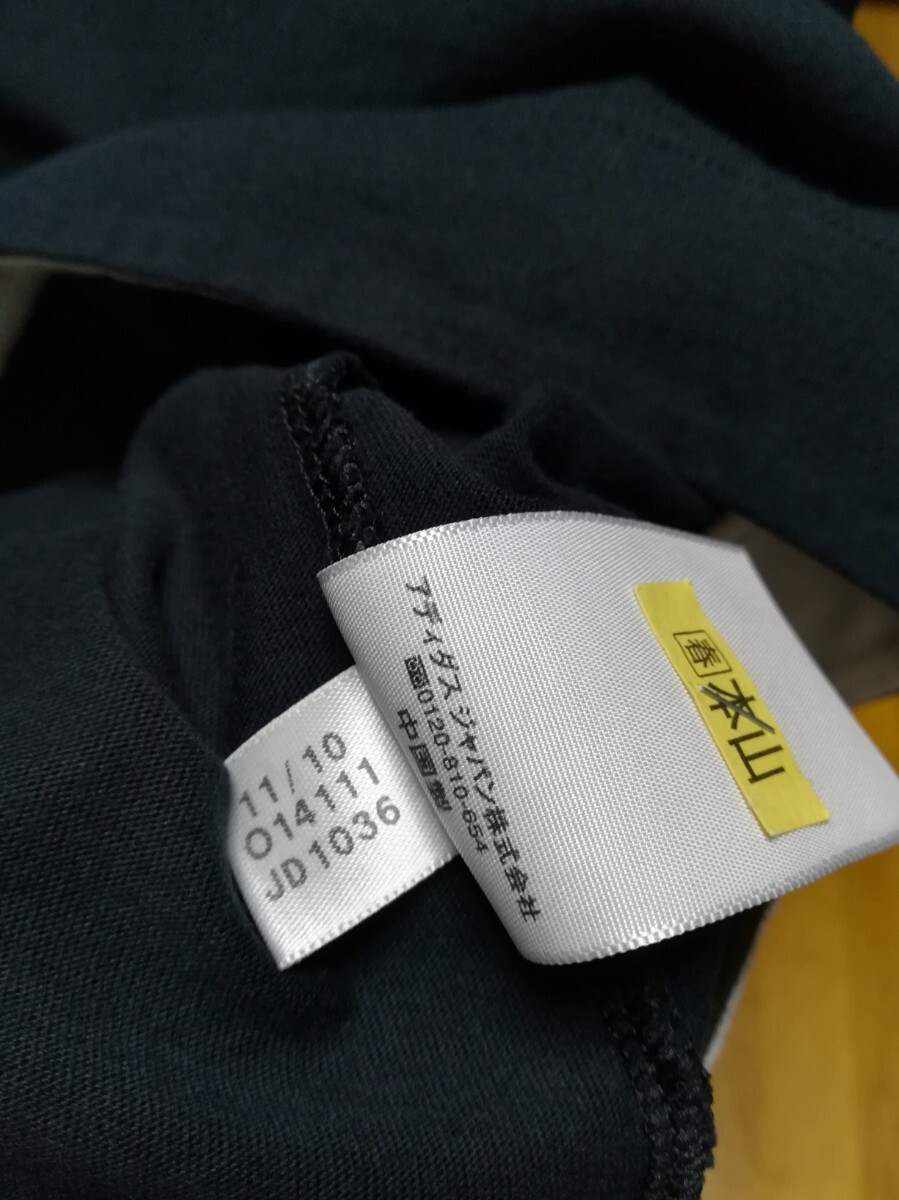 アディダス ジャパン株式会社
0120-810-654
中国製
春 本山
11/10
O14111
JD1036